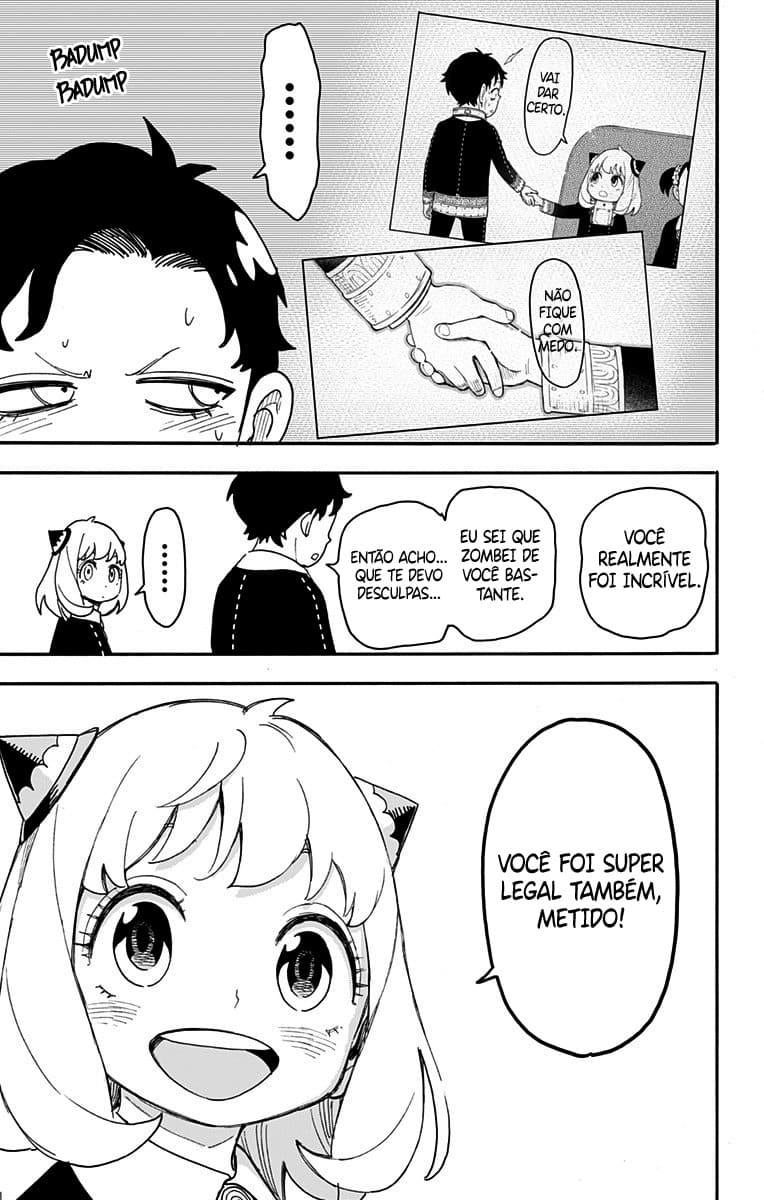 VAI
DAR
CERTO.
NÃO
FIQUE
COM
MEDO.
......
BADUMP
BADUMP
VOCÊ
REALMENTE
FOI INCRÍVEL.
EU SEI QUE
ZOMBEI DE
VOCÊ BAS-
TANTE.
ENTÃO ACHO...
QUE TE DEVO
DESCULPAS...
......
VOCÊ FOI SUPER
LEGAL TAMBÉM,
METIDO!